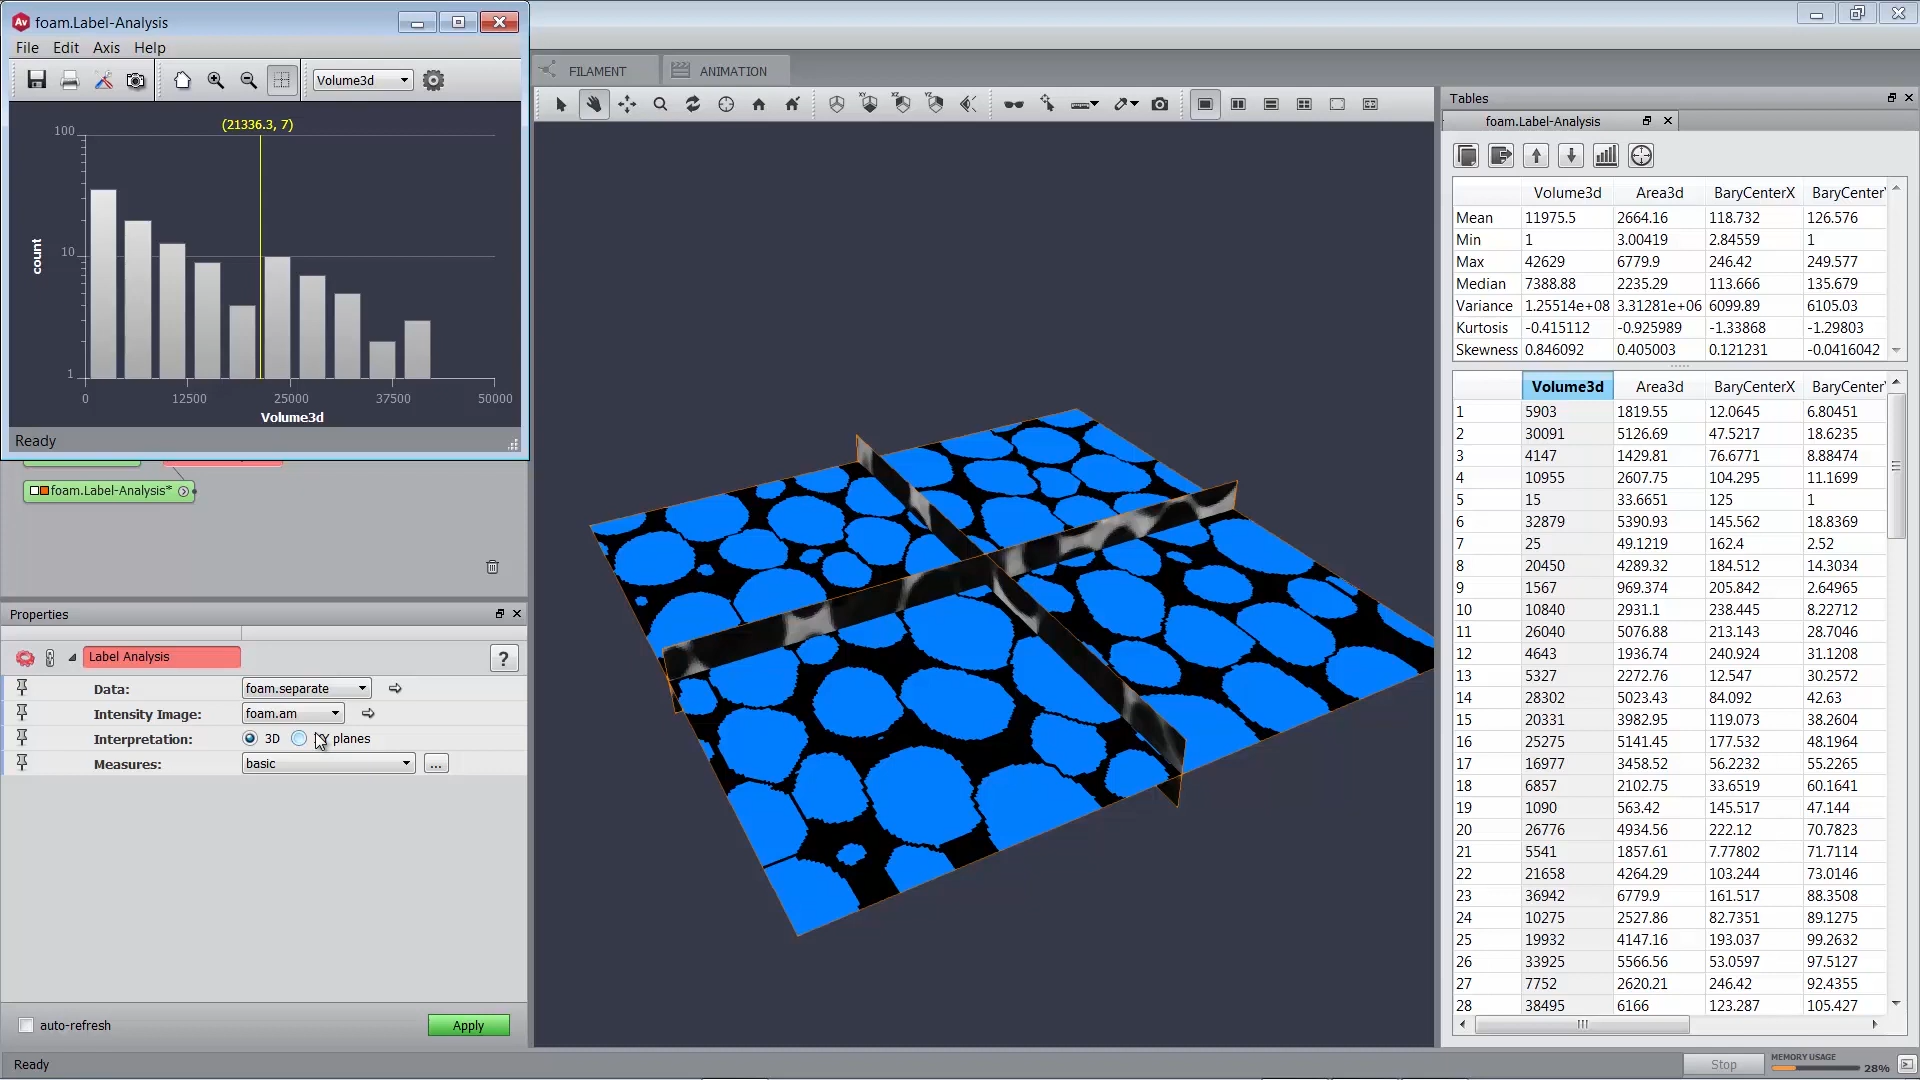 Av foam.Label-Analysis
File Edit Axis Help
Volume3d
(21336.3, 7)
100
10
1
count
0 12500 25000 37500 50000
Volume3d
Ready
foam.Label-Analysis*
Properties
Label Analysis
?
Data: foam.separate
Intensity Image: foam.am
Interpretation: 3D planes
Measures: basic ...
auto-refresh Apply
Ready
FILAMENT ANIMATION
XY XZ YZ
Tables
foam.Label-Analysis
Volume3d Area3d BaryCenterX BaryCenterY
Mean 11975.5 2664.16 118.732 126.576
Min 1 3.00419 2.84559 1
Max 42629 6779.9 246.42 249.577
Median 7388.88 2235.29 113.666 135.679
Variance 1.25514e+08 3.31281e+06 6099.89 6105.03
Kurtosis -0.415112 -0.925989 -1.33868 -1.29803
Skewness 0.846092 0.405003 0.121231 -0.0416042
Volume3d Area3d BaryCenterX BaryCenterY
1 5903 1819.55 12.0645 6.80451
2 30091 5126.69 47.5217 18.6235
3 4147 1429.81 76.6771 8.88474
4 10955 2607.75 104.295 11.1699
5 15 33.6651 125 1
6 32879 5390.93 145.562 18.8369
7 25 49.1219 162.4 2.52
8 20450 4289.32 184.512 14.3034
9 1567 969.374 205.842 2.64965
10 10840 2931.1 238.445 8.22712
11 26040 5076.88 213.143 28.7046
12 4643 1936.74 240.924 31.1208
13 5327 2272.76 12.547 30.2572
14 28302 5023.43 84.092 42.63
15 20331 3982.95 119.073 38.2604
16 25275 5141.45 177.532 48.1964
17 16977 3458.52 56.2232 55.2265
18 6857 2102.75 33.6519 60.1641
19 1090 563.42 145.517 47.144
20 26776 4934.56 222.12 70.7823
21 5541 1857.61 7.77802 71.7114
22 21658 4264.29 103.244 73.0146
23 36942 6779.9 161.517 88.3508
24 10275 2527.86 82.7351 89.1275
25 19932 4147.16 193.037 99.2632
26 33925 5566.56 53.0597 97.5127
27 7752 2620.21 246.42 92.4355
28 38495 6166 123.287 105.427
Stop MEMORY USAGE 28%